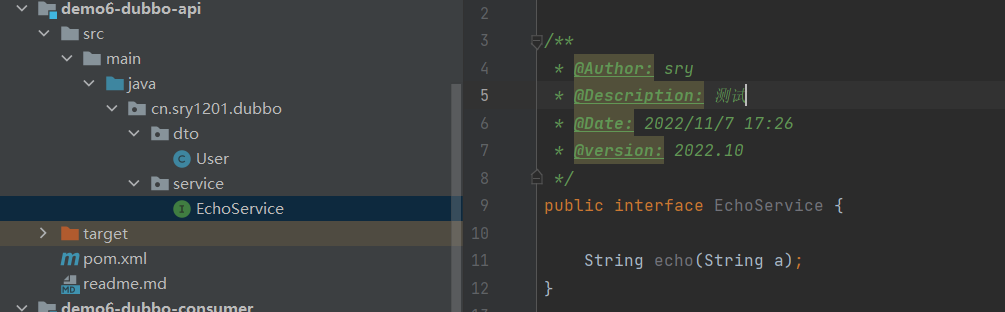 demo6-dubbo-api
src
main
java
cn.sry1201.dubbo
dto
C User
service
I EchoService
target
m pom.xml
MD readme.md
demo6-dubbo-consumer
2
3 /**
4 * @Author: sry
5 * @Description: 测试
6 * @Date: 2022/11/7 17:26
7 * @version: 2022.10
8 */
9 public interface EchoService {
10
11 String echo(String a);
12 }